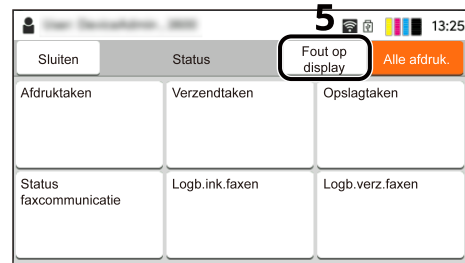 5
13:25
Sluiten
Status
Fout op
display
Alle afdruk.
Afdruktaken
Verzendtaken
Opslagtaken
Status
faxcommunicatie
Logb.ink.faxen
Logb.verz.faxen